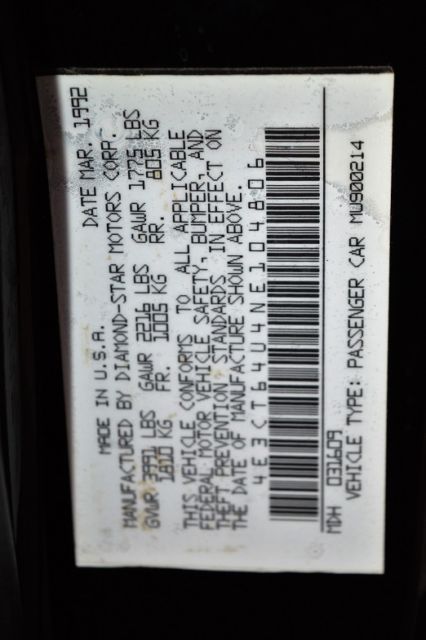 MADE IN U.S.A. DATE MAR. 1992
MANUFACTURED BY DIAMOND-STAR MOTORS CORP.
GVWR 3991 LBS GAWR 2216 LBS GAWR 1775 LBS
1810 KG FR. 1005 KG RR. 805 KG
THIS VEHICLE CONFORMS TO ALL APPLICABLE
FEDERAL MOTOR VEHICLE SAFETY, BUMPER, AND
THEFT PREVENTION STANDARDS IN EFFECT ON
THE DATE OF MANUFACTURE SHOWN ABOVE.
4E3CT64U4NE104806
MDH 031609
VEHICLE TYPE: PASSENGER CAR MU900214